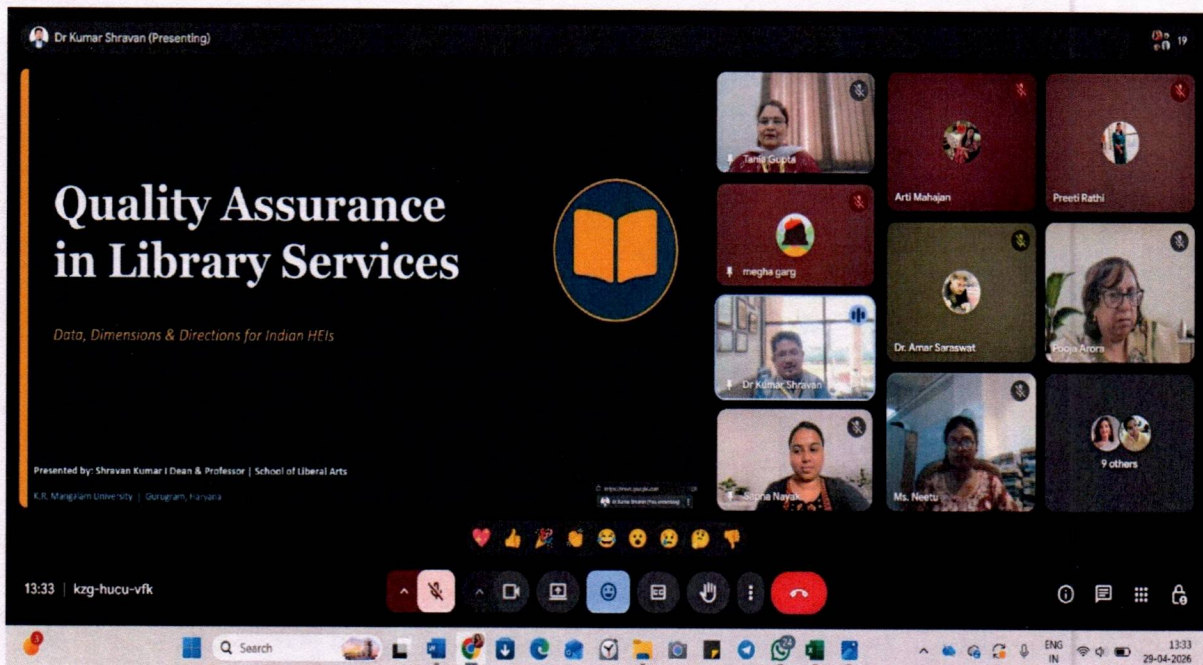 Dr Kumar Shravan (Presenting)
19
Quality Assurance
in Library Services
Data, Dimensions & Directions for Indian HEIs
Presented by: Shravan Kumar I Dean & Professor | School of Liberal Arts
K.R. Mangalam University | Gurugram, Haryana
Tania Gupta
Arti Mahajan
Preeti Rathi
megha garg
Dr. Amar Saraswat
Pooja Arora
Dr Kumar Shravan
Sapna Nayak
Ms. Neetu
9 others
13:33 | kzg-hucu-vfk
3
Search
24
ENG
IN
13:33
29-04-2026